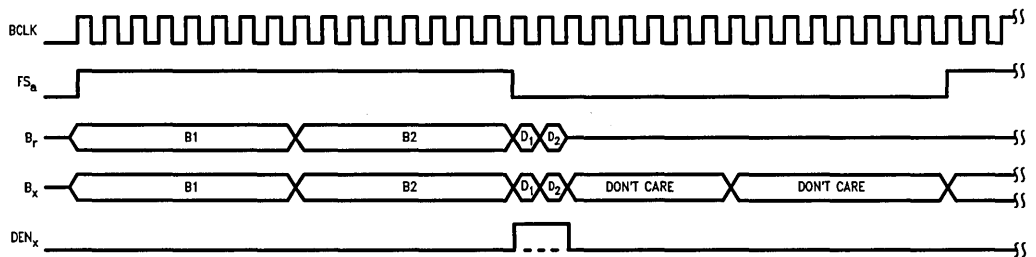 BCLK
FSa
Br B1 B2 D1 D2
Bx B1 B2 D1 D2 DON'T CARE DON'T CARE
DENx